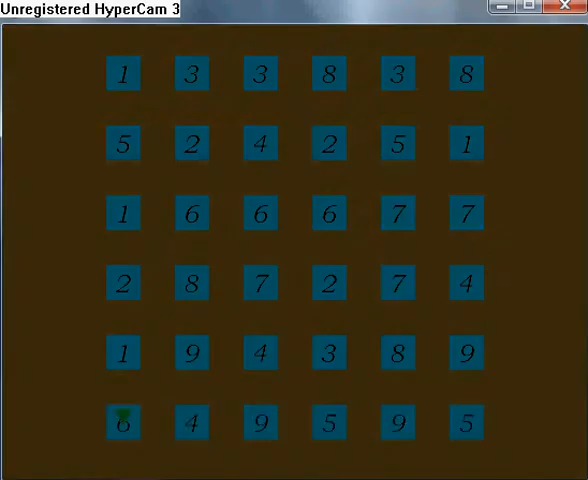 Unregistered HyperCam 3
1 3 3 8 3 8
5 2 4 2 5 1
1 6 6 6 7 7
2 8 7 2 7 4
1 9 4 3 8 9
6 4 9 5 9 5